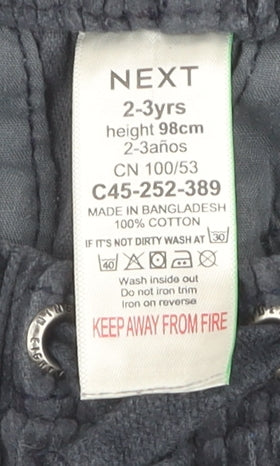 NEXT
2-3yrs
height 98cm
2-3años
CN 100/53
C45-252-389
MADE IN BANGLADESH
100% COTTON
IF IT'S NOT DIRTY WASH AT 30
40
Wash inside out
Do not iron trim
Iron on reverse
KEEP AWAY FROM FIRE